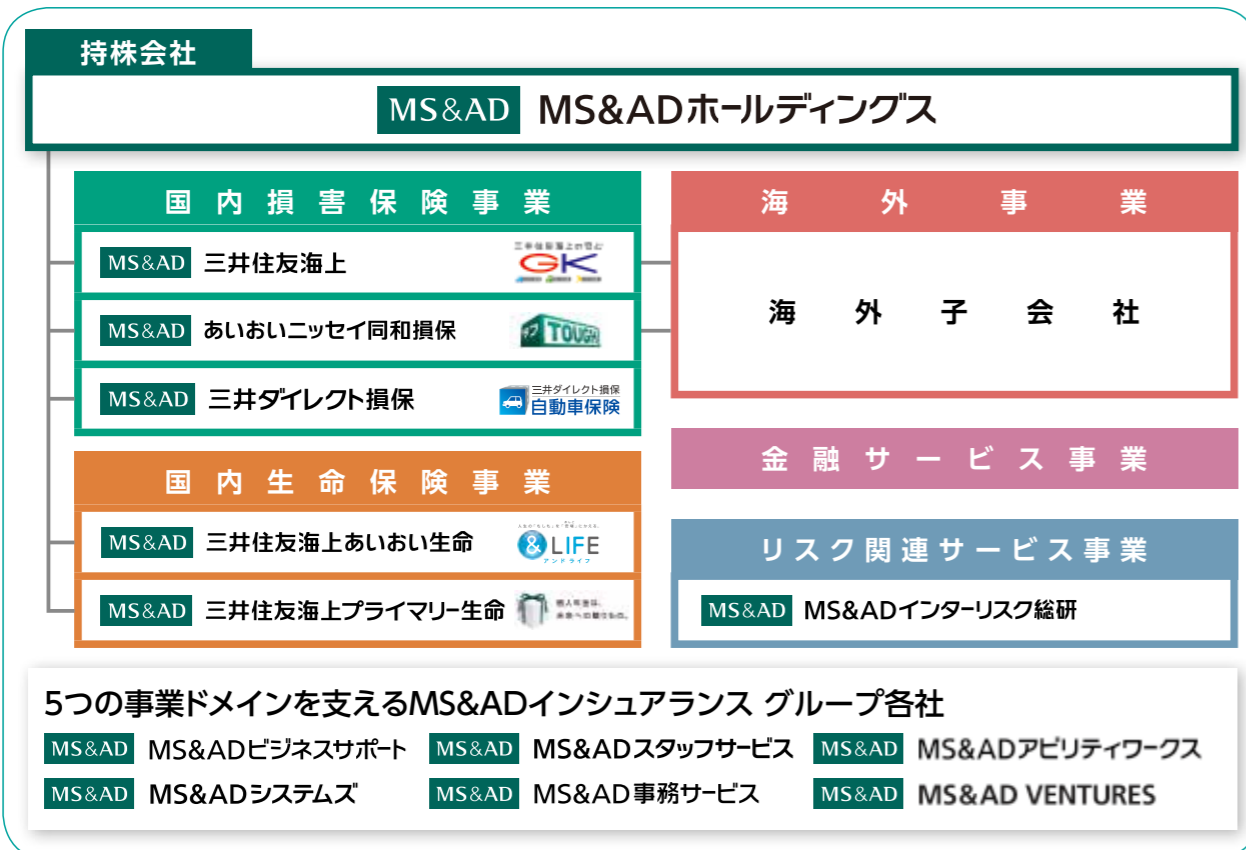 持株会社
MS&AD MS&ADホールディングス
国内損害保険事業
MS&AD 三井住友海上
GK
MS&AD あいおいニッセイ同和損保
TOUGH
MS&AD 三井ダイレクト損保
三井ダイレクト損保
自動車保険
国内生命保険事業
MS&AD 三井住友海上あいおい生命
&LIFE
アンドライフ
MS&AD 三井住友海上プライマリー生命
海外事業
海外子会社
金融サービス事業
リスク関連サービス事業
MS&AD MS&ADインターリスク総研
5つの事業ドメインを支えるMS&ADインシュアランス グループ各社
MS&AD MS&ADビジネスサポート MS&AD MS&ADスタッフサービス MS&AD MS&ADアビリティワークス
MS&AD MS&ADシステムズ MS&AD MS&AD事務サービス MS&AD MS&AD VENTURES